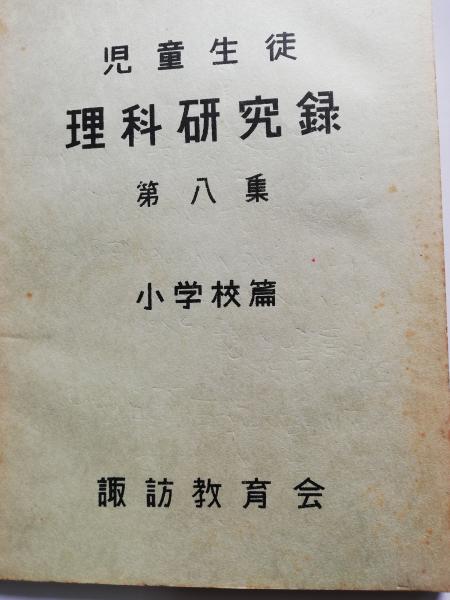 児童生徒
理科研究録
第八集
小学校篇
諏訪教育会